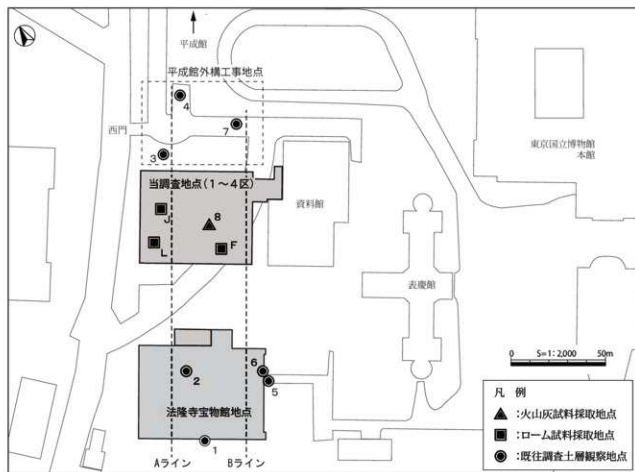 平成館
平成館外構工事地点
4
7
西門
3
東京国立博物館
本館
当調査地点(1～4区)
J
8
資料館
L
F
表慶館
0 S=1:2,000 50m
2
6
5
法隆寺宝物館地点
1
Aライン
Bライン
凡 例
▲:火山灰試料採取地点
■:ローム試料採取地点
◉:既往調査土層観察地点